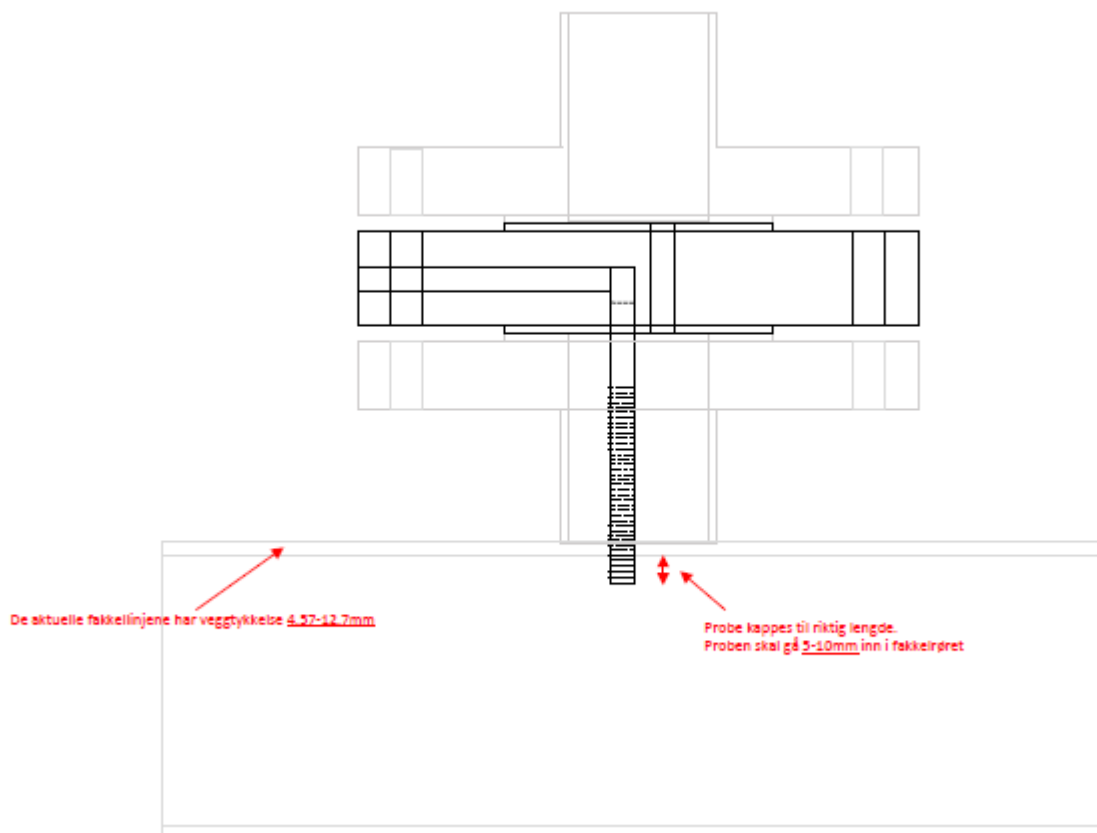 De aktuelle fakkellinjene har veggtykkelse 4.57-12.7mm
Probe kappes til riktig lengde.
Proben skal gå 5-10mm inn i fakkelrøret